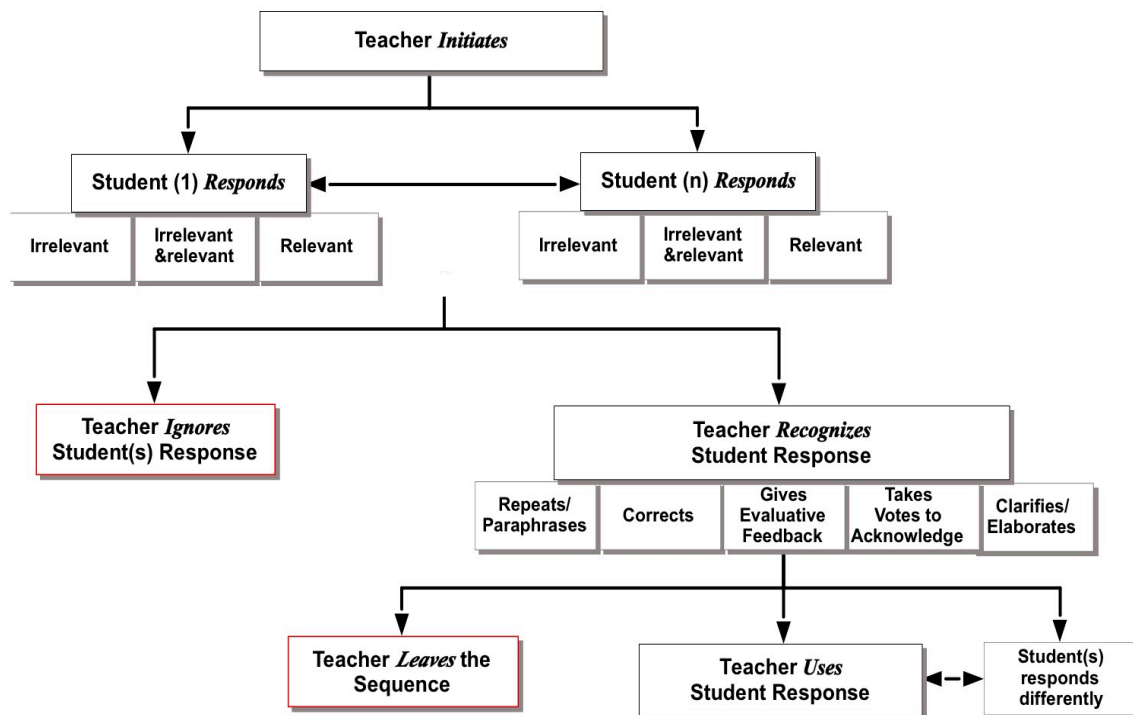 Teacher Initiates
Student (1) Responds
Student (n) Responds
Irrelevant
Irrelevant
&relevant
Relevant
Irrelevant
Irrelevant
&relevant
Relevant
Teacher Ignores
Student(s) Response
Teacher Recognizes
Student Response
Repeats/
Paraphrases
Corrects
Gives
Evaluative
Feedback
Takes
Votes to
Acknowledge
Clarifies/
Elaborates
Teacher Leaves the
Sequence
Teacher Uses
Student Response
Student(s)
responds
differently